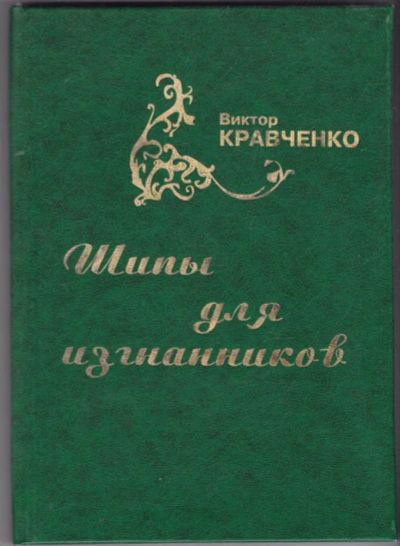 Виктор
КРАВЧЕНКО
Шипы
для
изгнанников